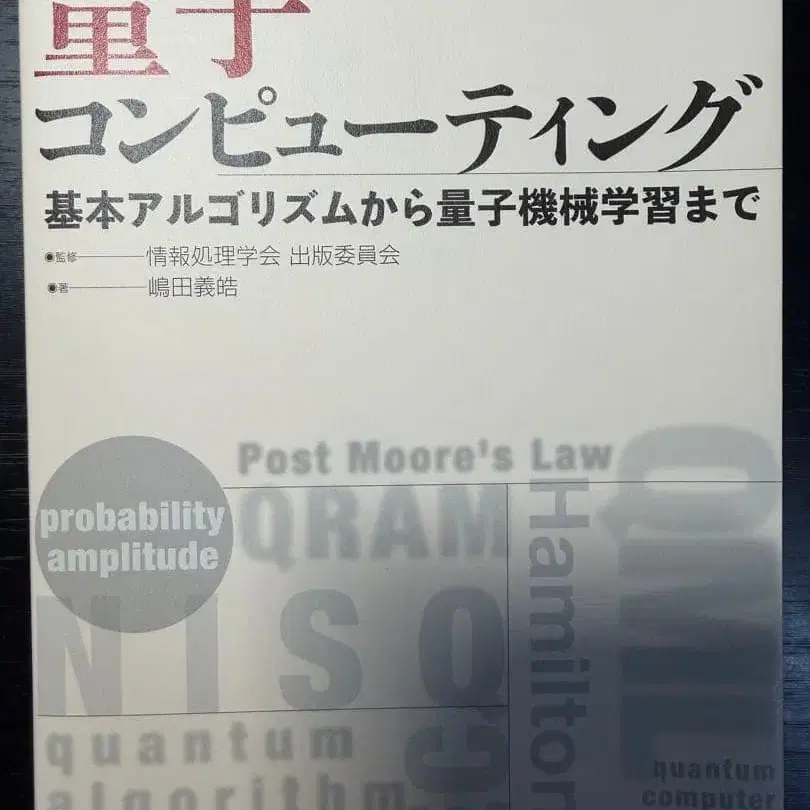 量子
コンピューティング
基本アルゴリズムから量子機械学習まで
●監修 情報処理学会 出版委員会
●著 嶋田義皓
Post Moore's Law
probability
amplitude
QRAM
NISQ
QML
Hamilton
quantum
algorithm
quantum
computer